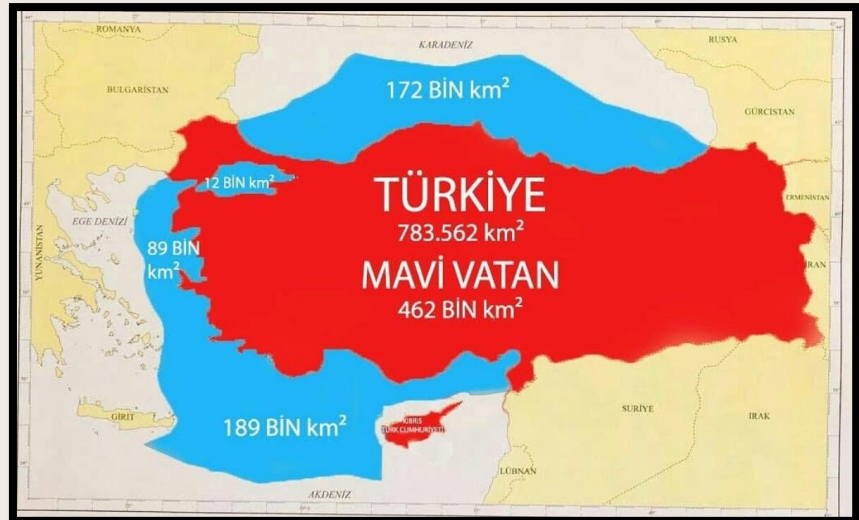 ROMANYA
KARADENİZ
RUSYA
172 BİN km²
BULGARİSTAN
GÜRCİSTAN
12 BİN km²
TÜRKİYE
783.562 km²
ERMENİSTAN
EGE DENİZİ
YUNANİSTAN
89 BİN
km²
MAVİ VATAN
462 BİN km²
İRAN
GİRİT
189 BİN km²
KIBRIS
TÜRK CUMHURİYETİ
SURİYE
IRAK
LÜBNAN
AKDENİZ